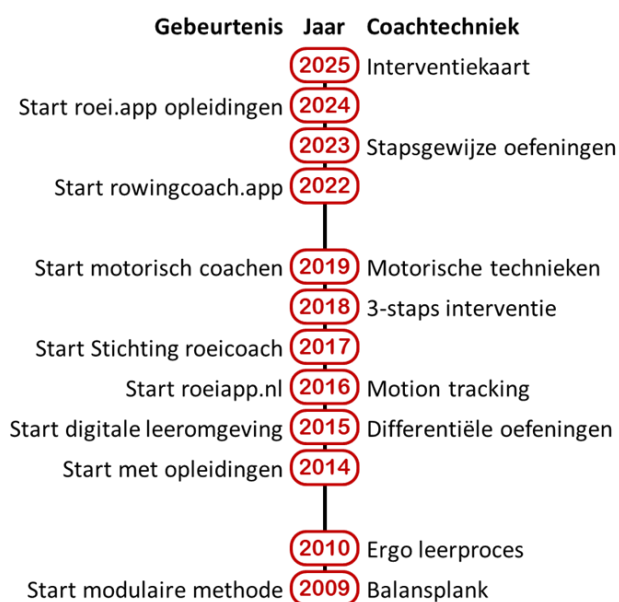 Gebeurtenis Jaar Coachtechniek
2025 Interventiekaart
Start roei.app opleidingen 2024
2023 Stapsgewijze oefeningen
Start rowingcoach.app 2022
Start motorisch coachen 2019 Motorische technieken
2018 3-staps interventie
Start Stichting roeicoach 2017
Start roeiapp.nl 2016 Motion tracking
Start digitale leeromgeving 2015 Differentiële oefeningen
Start met opleidingen 2014
2010 Ergo leerproces
Start modulaire methode 2009 Balansplank